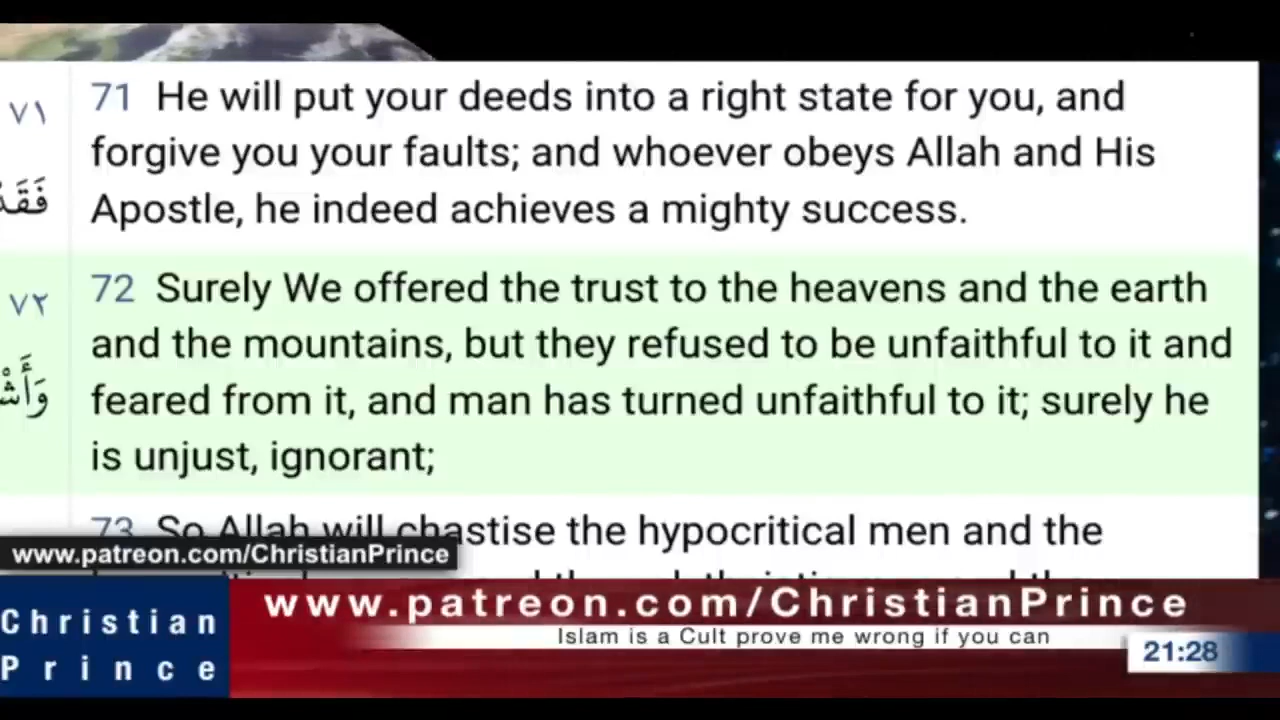 ٧١
71 He will put your deeds into a right state for you, and
forgive you your faults; and whoever obeys Allah and His
Apostle, he indeed achieves a mighty success.
٧٢
72 Surely We offered the trust to the heavens and the earth
and the mountains, but they refused to be unfaithful to it and
feared from it, and man has turned unfaithful to it; surely he
is unjust, ignorant;
73 So Allah will chastise the hypocritical men and the
www.patreon.com/ChristianPrince
www.patreon.com/ChristianPrince
Islam is a Cult prove me wrong if you can
Christian
Prince
21:28